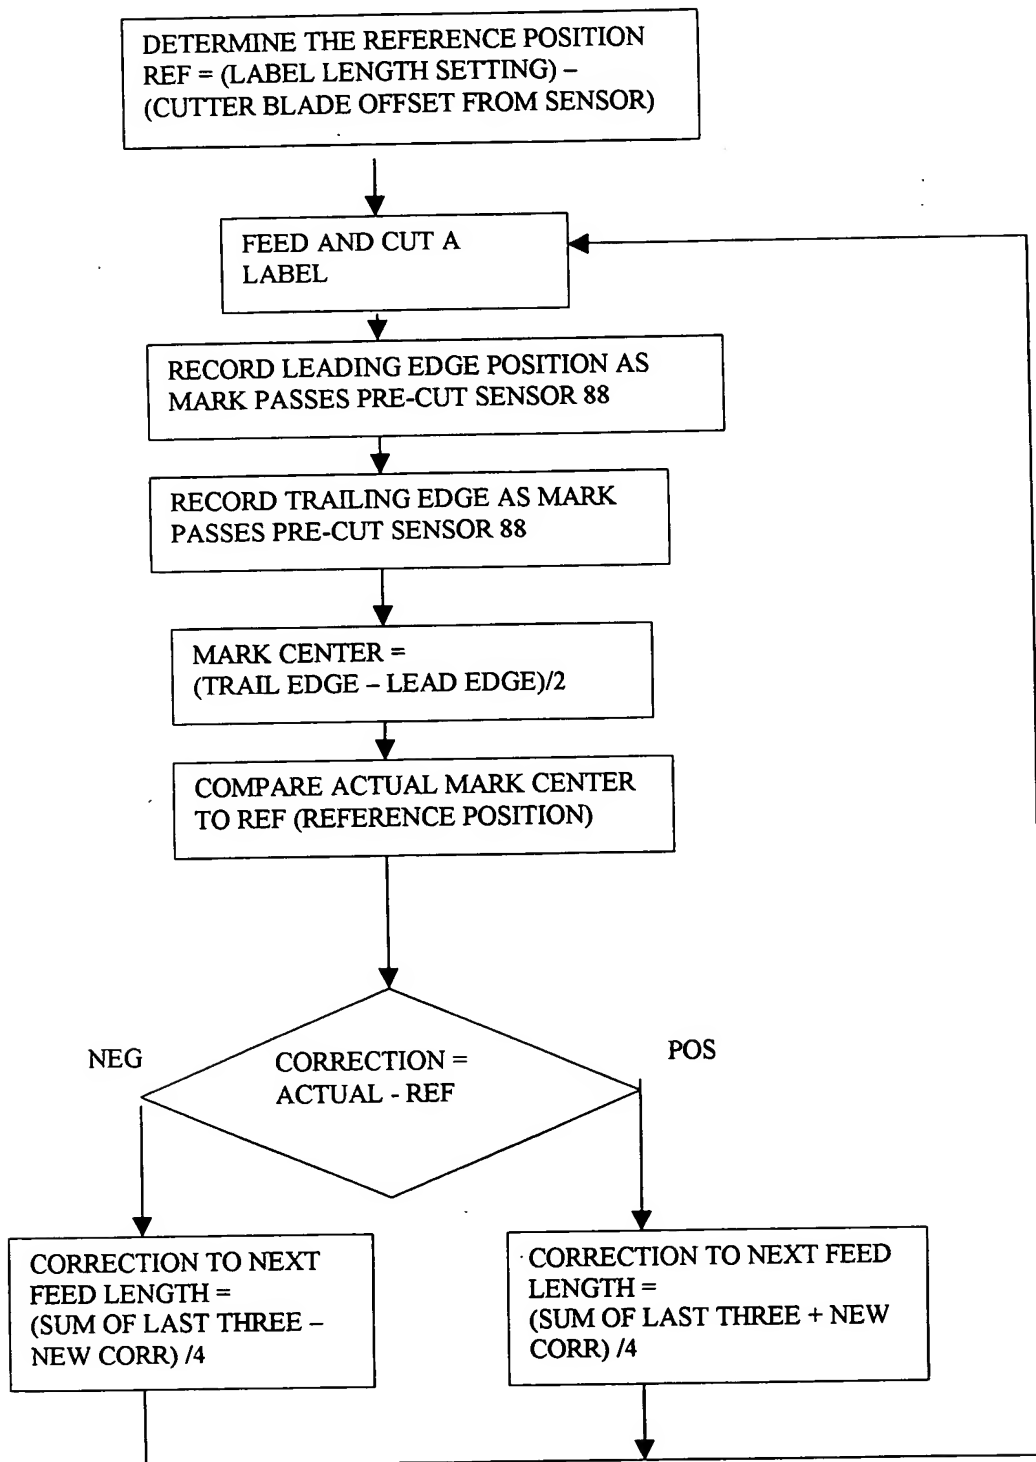 DETERMINE THE REFERENCE POSITION
REF = (LABEL LENGTH SETTING) –
(CUTTER BLADE OFFSET FROM SENSOR)
FEED AND CUT A
LABEL
RECORD LEADING EDGE POSITION AS
MARK PASSES PRE-CUT SENSOR 88
RECORD TRAILING EDGE AS MARK
PASSES PRE-CUT SENSOR 88
MARK CENTER =
(TRAIL EDGE – LEAD EDGE)/2
COMPARE ACTUAL MARK CENTER
TO REF (REFERENCE POSITION)
NEG
CORRECTION =
ACTUAL - REF
POS
CORRECTION TO NEXT
FEED LENGTH =
(SUM OF LAST THREE –
NEW CORR) /4
CORRECTION TO NEXT FEED
LENGTH =
(SUM OF LAST THREE + NEW
CORR) /4